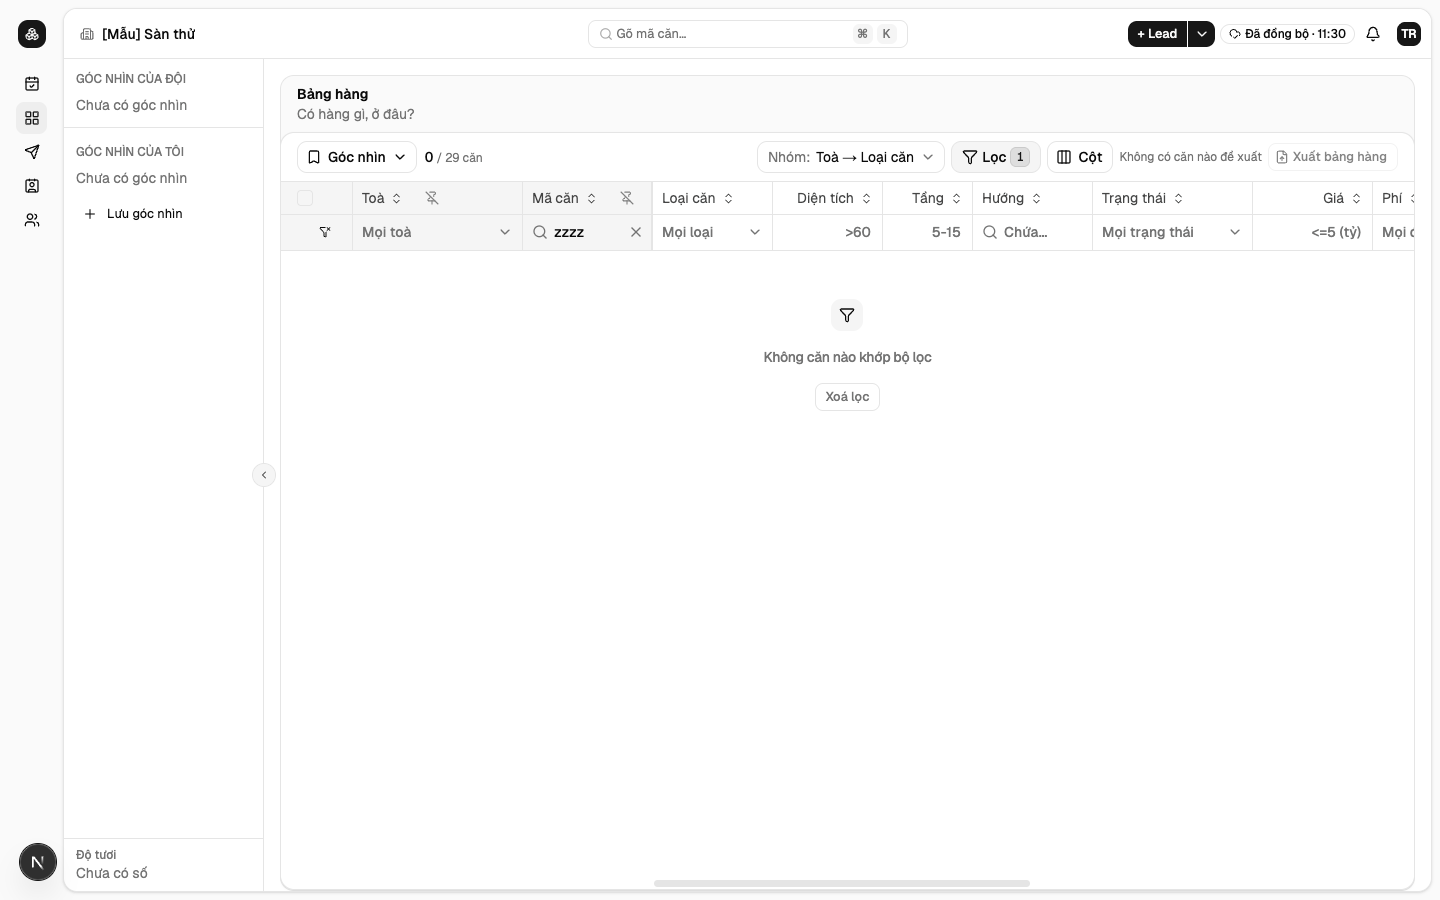 [Mẫu] Sàn thử
Gõ mã căn...
⌘ K
+ Lead
Đã đồng bộ · 11:30
TR
GÓC NHÌN CỦA ĐỘI
Chưa có góc nhìn
GÓC NHÌN CỦA TÔI
Chưa có góc nhìn
+ Lưu góc nhìn
Độ tươi
Chưa có số
N
Bảng hàng
Có hàng gì, ở đâu?
Góc nhìn
0 / 29 căn
Nhóm: Toà → Loại căn
Lọc 1
Cột
Không có căn nào để xuất
Xuất bảng hàng
Toà
Mã căn
Loại căn
Diện tích
Tầng
Hướng
Trạng thái
Giá
Phí
Mọi toà
zzzz
Mọi loại
>60
5-15
Chứa...
Mọi trạng thái
<=5 (tỷ)
Mọi
Không căn nào khớp bộ lọc
Xoá lọc